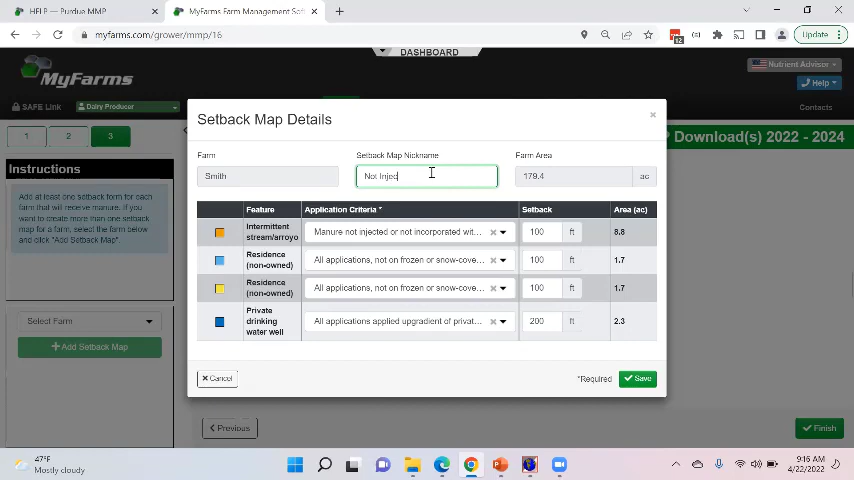 HELP — Purdue MMP
MyFarms Farm Management Soft
myfarms.com/grower/mmp/16
Update
DASHBOARD
MyFarms
Nutrient Advisor
Help
SAFE Link
Dairy Producer
Contacts
1 2 3
Download(s) 2022 - 2024
Instructions
Add at least one setback form for each
farm that will receive manure. If you
want to create more than one setback
map for a farm, select the farm below
and click "Add Setback Map".
Select Farm
Add Setback Map
Setback Map Details
×
Farm
Setback Map Nickname
Farm Area
Smith
Not Injec
179.4
ac
Feature
Application Criteria *
Setback
Area (ac)
Intermittent
stream/arroyo
Manure not injected or not incorporated wit...
100
ft
8.8
Residence
(non-owned)
All applications, not on frozen or snow-cove...
100
ft
1.7
Residence
(non-owned)
All applications, not on frozen or snow-cove...
100
ft
1.7
Private
drinking
water well
All applications applied upgradient of privat...
200
ft
2.3
Cancel
*Required
Save
Previous
Finish
47°F
Mostly cloudy
9:16 AM
4/22/2022